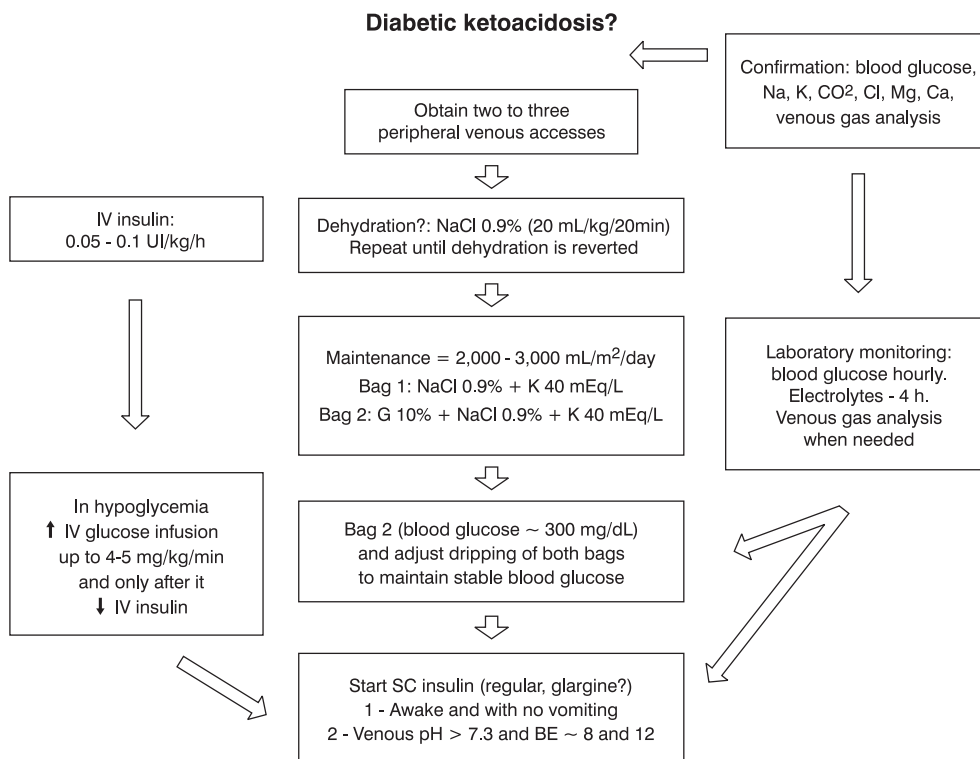 Diabetic ketoacidosis?
Confirmation: blood glucose,
Na, K, CO², Cl, Mg, Ca,
venous gas analysis
Obtain two to three
peripheral venous accesses
IV insulin:
0.05 - 0.1 UI/kg/h
Dehydration?: NaCl 0.9% (20 mL/kg/20min)
Repeat until dehydration is reverted
Maintenance = 2,000 - 3,000 mL/m²/day
Bag 1: NaCl 0.9% + K 40 mEq/L
Bag 2: G 10% + NaCl 0.9% + K 40 mEq/L
Laboratory monitoring:
blood glucose hourly.
Electrolytes - 4 h.
Venous gas analysis
when needed
In hypoglycemia
⬆ IV glucose infusion
up to 4-5 mg/kg/min
and only after it
⬇ IV insulin
Bag 2 (blood glucose ~ 300 mg/dL)
and adjust dripping of both bags
to maintain stable blood glucose
Start SC insulin (regular, glargine?)
1 - Awake and with no vomiting
2 - Venous pH > 7.3 and BE ~ 8 and 12